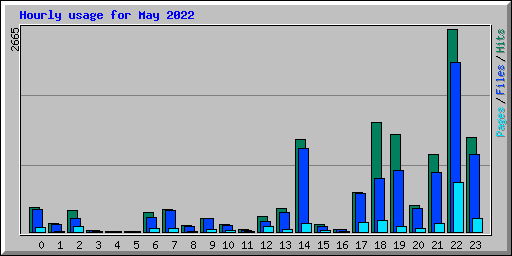 Hourly usage for May 2022
2665
Pages / Files / Hits
0 1 2 3 4 5 6 7 8 9 10 11 12 13 14 15 16 17 18 19 20 21 22 23